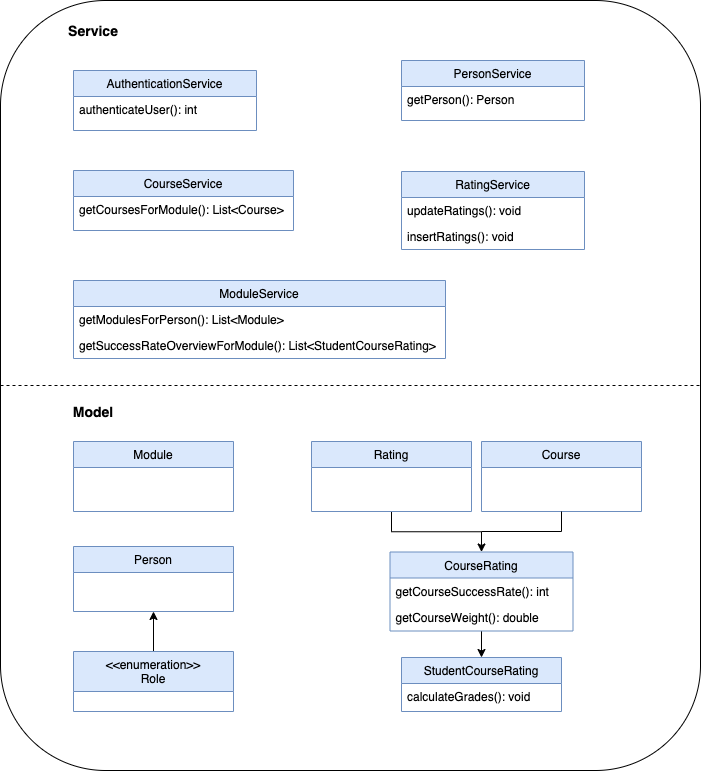 Service
AuthenticationService
authenticateUser(): int
PersonService
getPerson(): Person
CourseService
getCoursesForModule(): List<Course>
RatingService
updateRatings(): void
insertRatings(): void
ModuleService
getModulesForPerson(): List<Module>
getSuccessRateOverviewForModule(): List<StudentCourseRating>
Model
Module
Rating
Course
Person
CourseRating
getCourseSuccessRate(): int
getCourseWeight(): double
<<enumeration>>
Role
StudentCourseRating
calculateGrades(): void